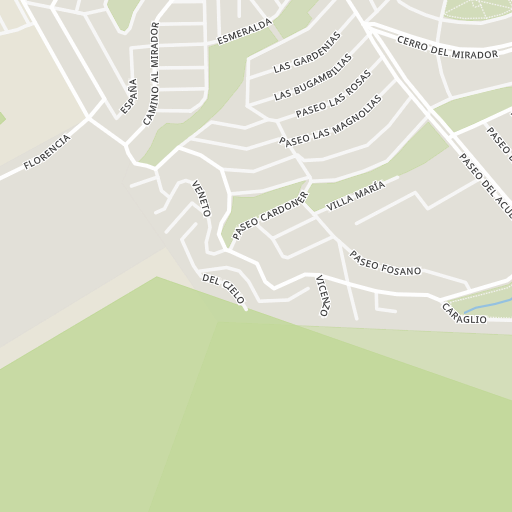 ESMERALDA
CERRO DEL MIRADOR
LAS GARDENIAS
LAS BUGAMBILIAS
ESPAÑA
CAMINO AL MIRADOR
PASEO LAS ROSAS
PASEO LAS MAGNOLIAS
FLORENCIA
PASEO DEL ACU
VENETO
VILLA MARÍA
PASEO CARDONER
PASEO FOSANO
DEL CIELO
VICENZO
CARAGLIO